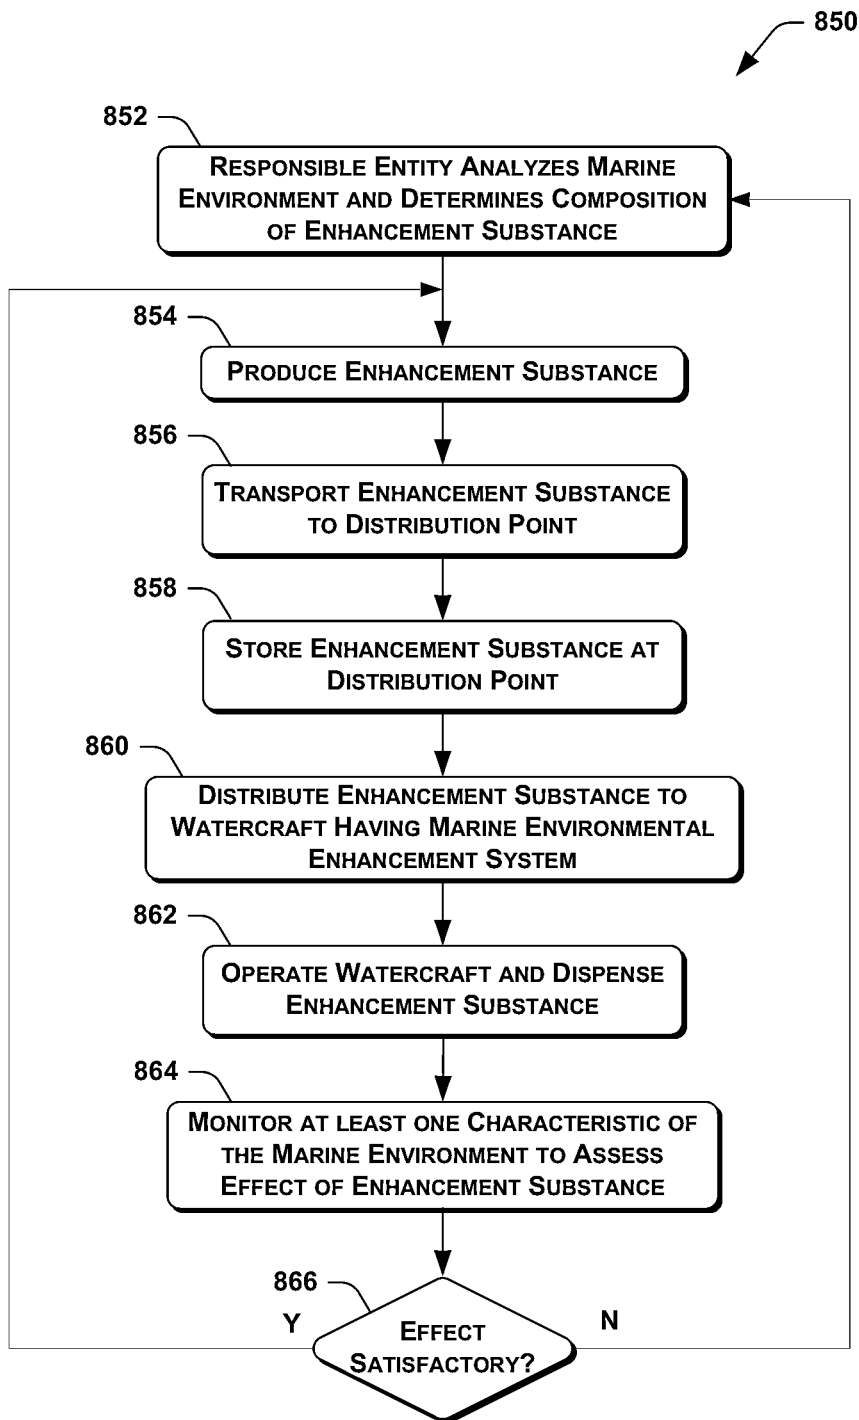 850
852
RESPONSIBLE ENTITY ANALYZES MARINE
ENVIRONMENT AND DETERMINES COMPOSITION
OF ENHANCEMENT SUBSTANCE
854
PRODUCE ENHANCEMENT SUBSTANCE
856
TRANSPORT ENHANCEMENT SUBSTANCE
TO DISTRIBUTION POINT
858
STORE ENHANCEMENT SUBSTANCE AT
DISTRIBUTION POINT
860
DISTRIBUTE ENHANCEMENT SUBSTANCE TO
WATERCRAFT HAVING MARINE ENVIRONMENTAL
ENHANCEMENT SYSTEM
862
OPERATE WATERCRAFT AND DISPENSE
ENHANCEMENT SUBSTANCE
864
MONITOR AT LEAST ONE CHARACTERISTIC OF
THE MARINE ENVIRONMENT TO ASSESS
EFFECT OF ENHANCEMENT SUBSTANCE
866
Y
N
EFFECT
SATISFACTORY?